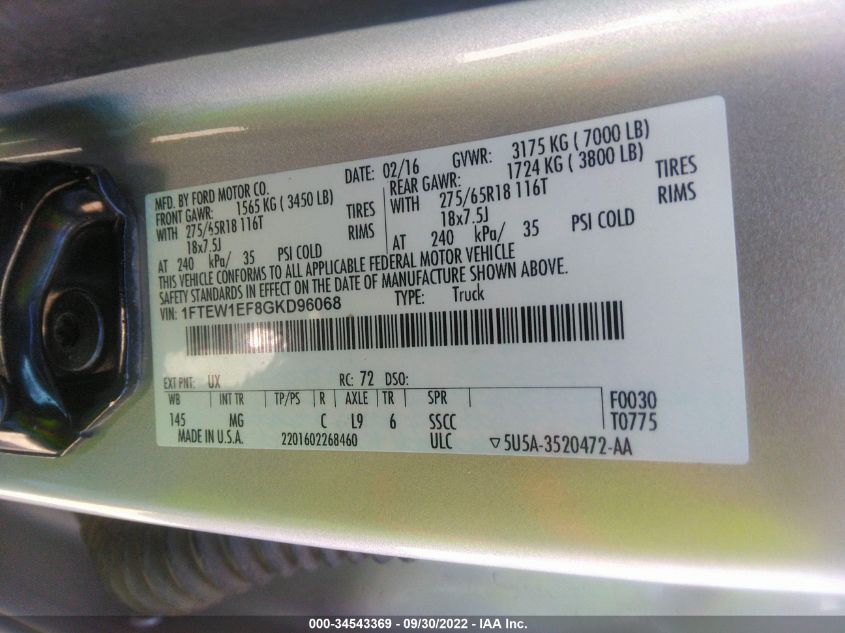 MFD. BY FORD MOTOR CO. DATE: 02/16 GVWR: 3175 KG ( 7000 LB)
FRONT GAWR: 1565 KG ( 3450 LB) REAR GAWR: 1724 KG ( 3800 LB)
WITH 275/65R18 116T TIRES WITH 275/65R18 116T TIRES
18x7.5J RIMS 18x7.5J RIMS
AT 240 kPa/ 35 PSI COLD AT 240 kPa/ 35 PSI COLD
THIS VEHICLE CONFORMS TO ALL APPLICABLE FEDERAL MOTOR VEHICLE
SAFETY STANDARDS IN EFFECT ON THE DATE OF MANUFACTURE SHOWN ABOVE.
VIN: 1FTEW1EF8GKD96068 TYPE: Truck
EXT PNT: UX RC: 72 DSO:
WB INT TR TP/PS R AXLE TR SPR F0030
145 MG C L9 6 SSCC T0775
MADE IN U.S.A. 2201602268460 ULC ▽5U5A-3520472-AA
000-34543369 - 09/30/2022 - IAA Inc.